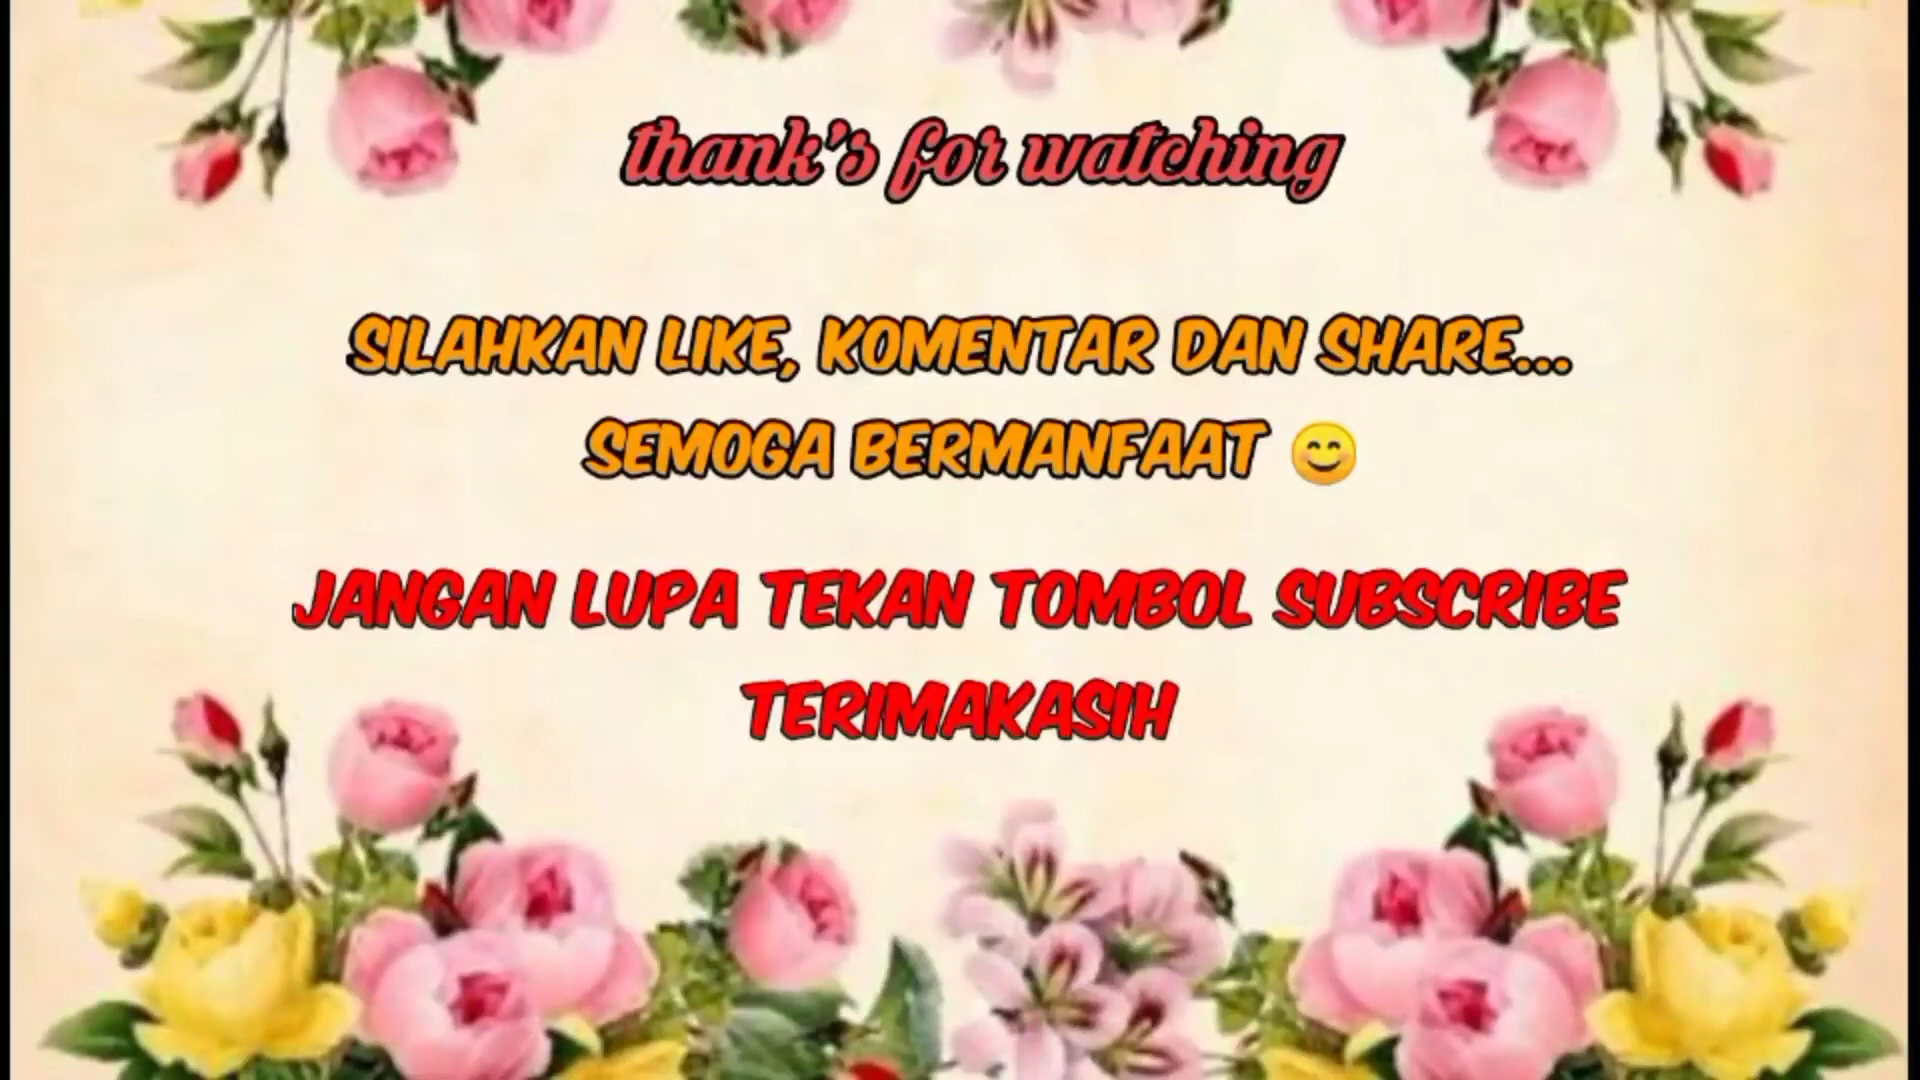 thank's for watching
SILAHKAN LIKE, KOMENTAR DAN SHARE...
SEMOGA BERMANFAAT 😊
JANGAN LUPA TEKAN TOMBOL SUBSCRIBE
TERIMAKASIH